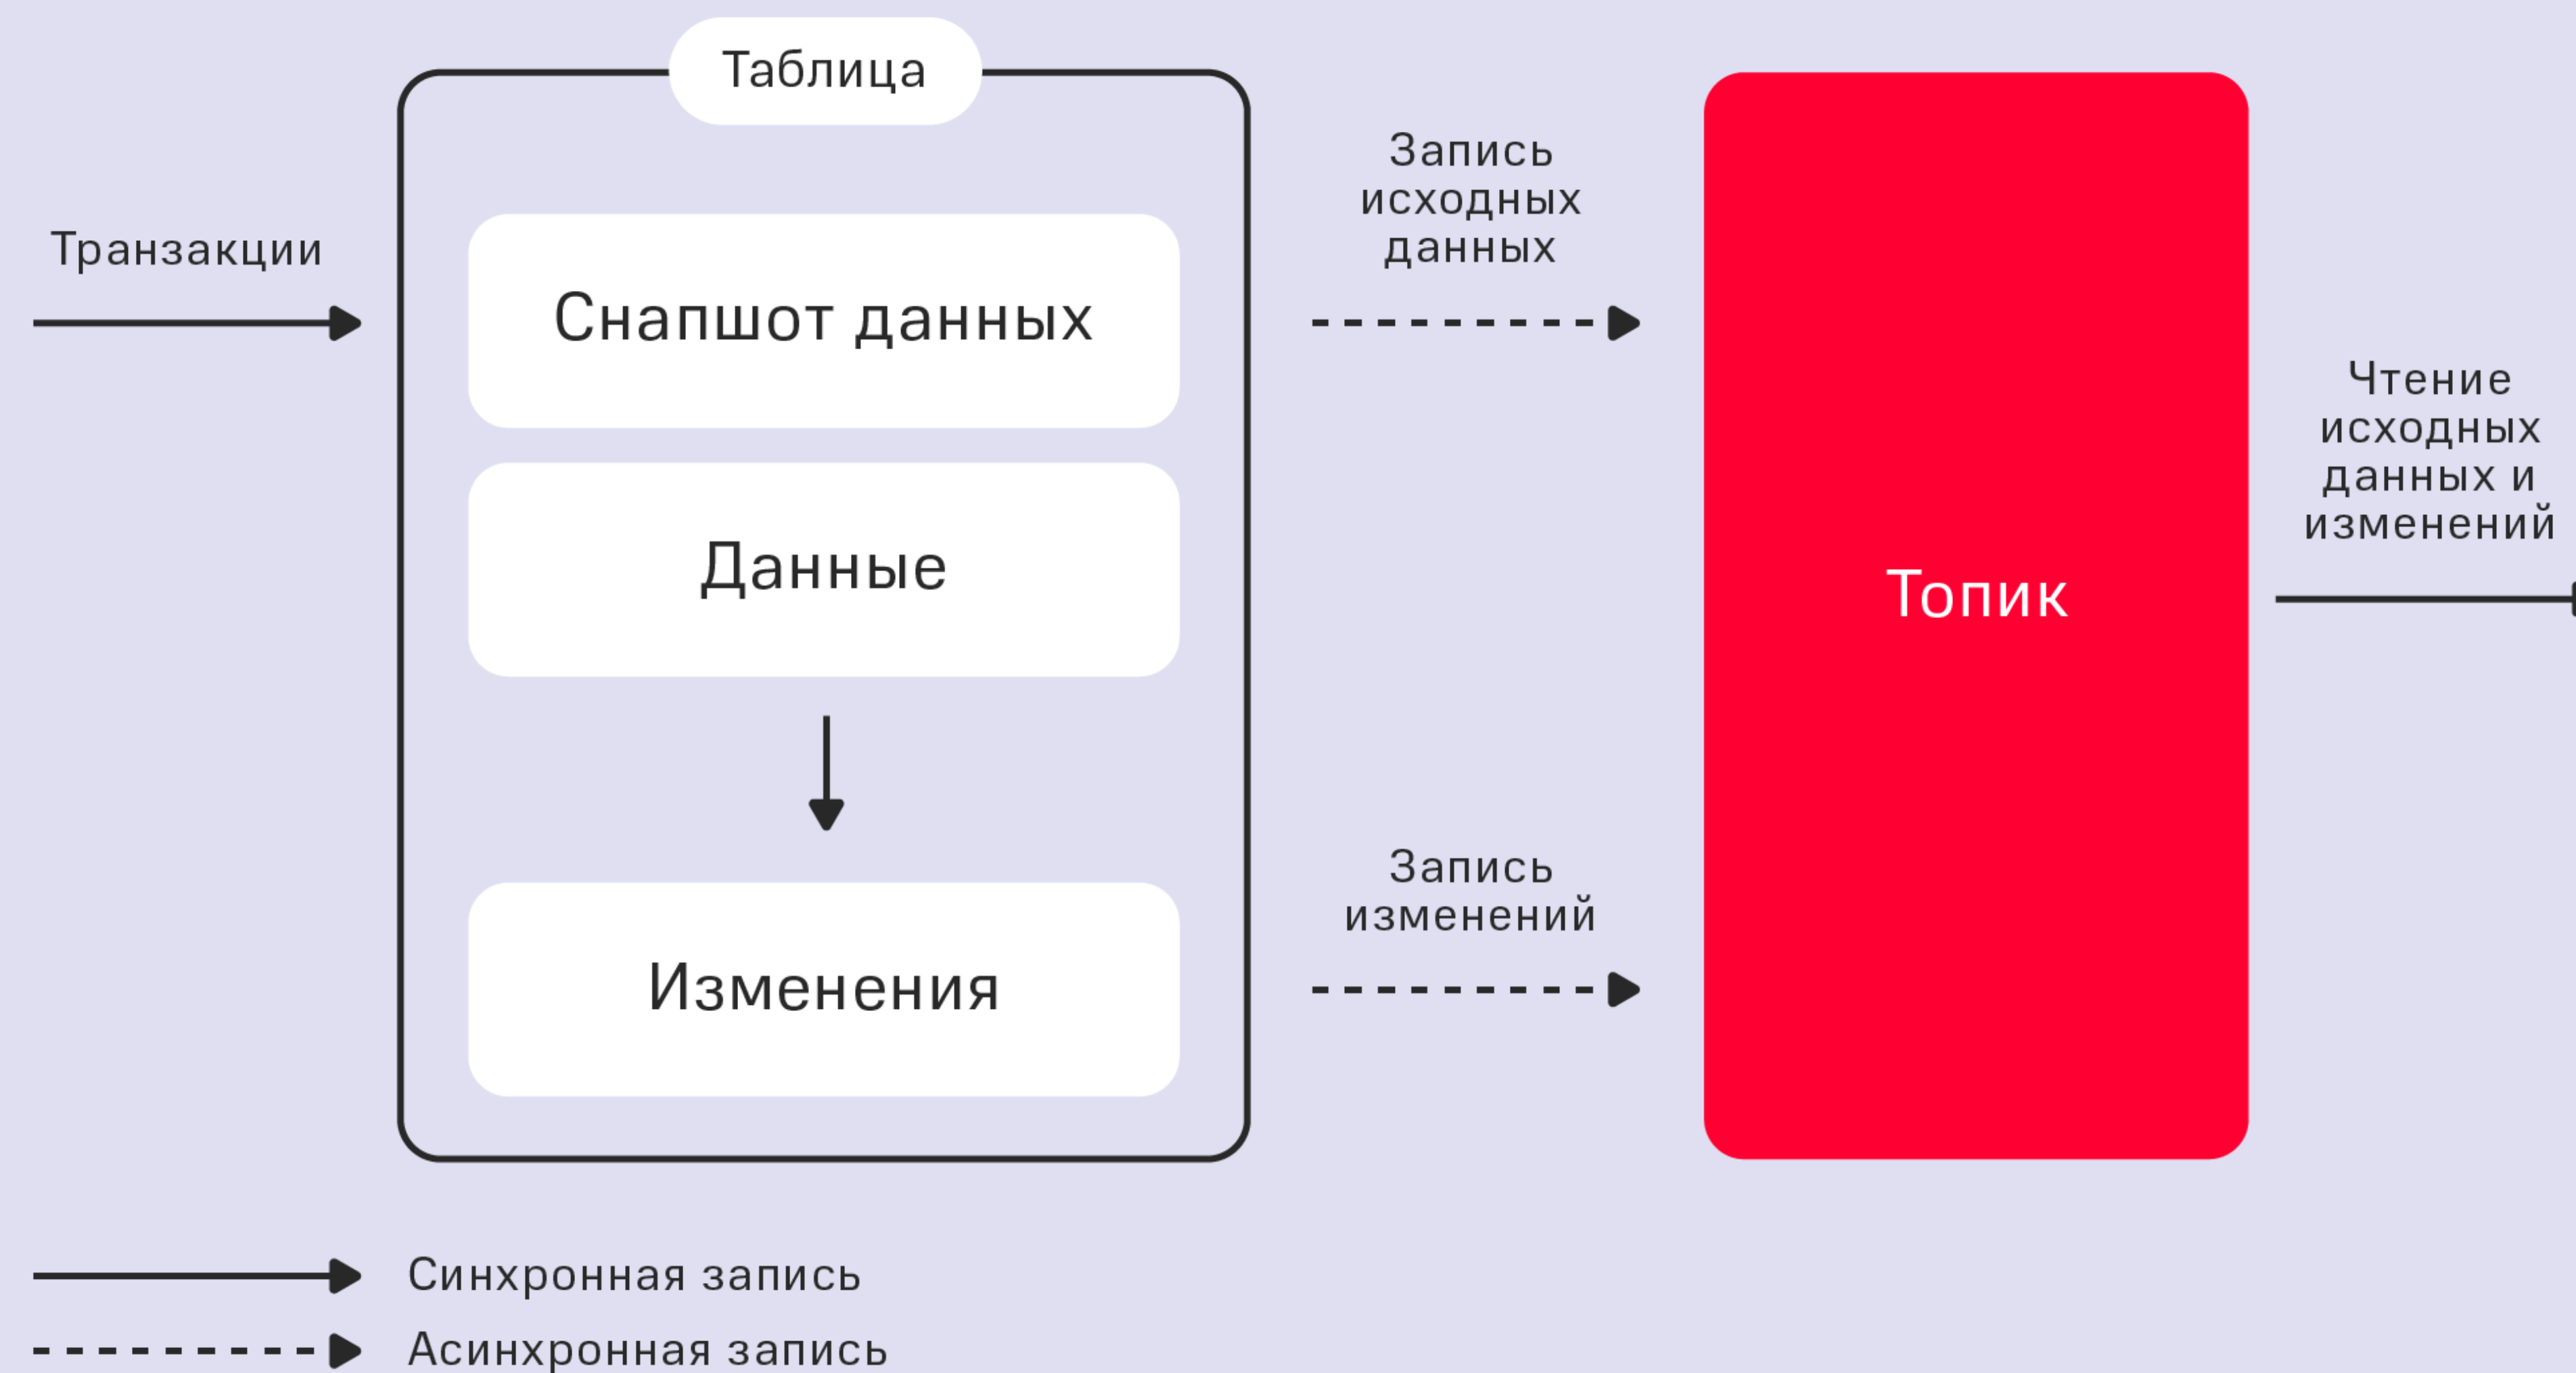 Таблица
Транзакции
Снапшот данных
Данные
Изменения
Запись
исходных
данных
Запись
изменений
Топик
Чтение
исходных
данных и
изменений
Синхронная запись
Асинхронная запись